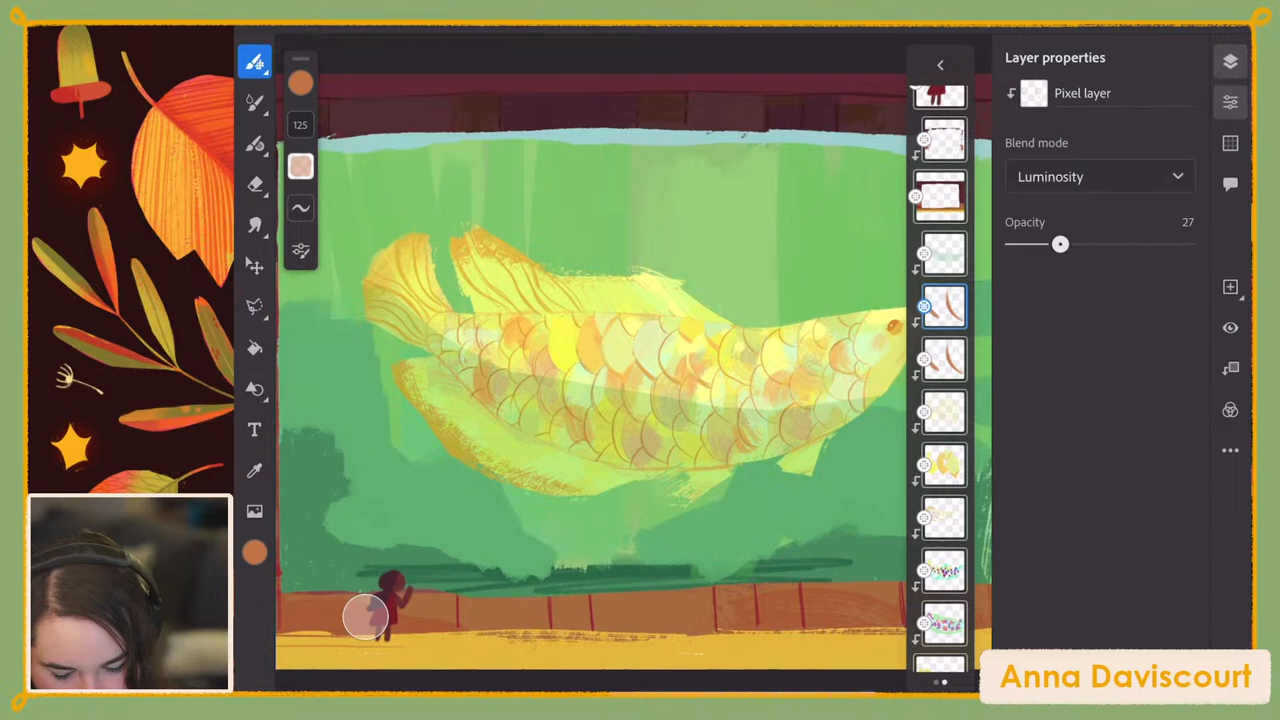 Layer properties
Pixel layer
Blend mode
Luminosity
Opacity 27
125
T
Anna Daviscourt